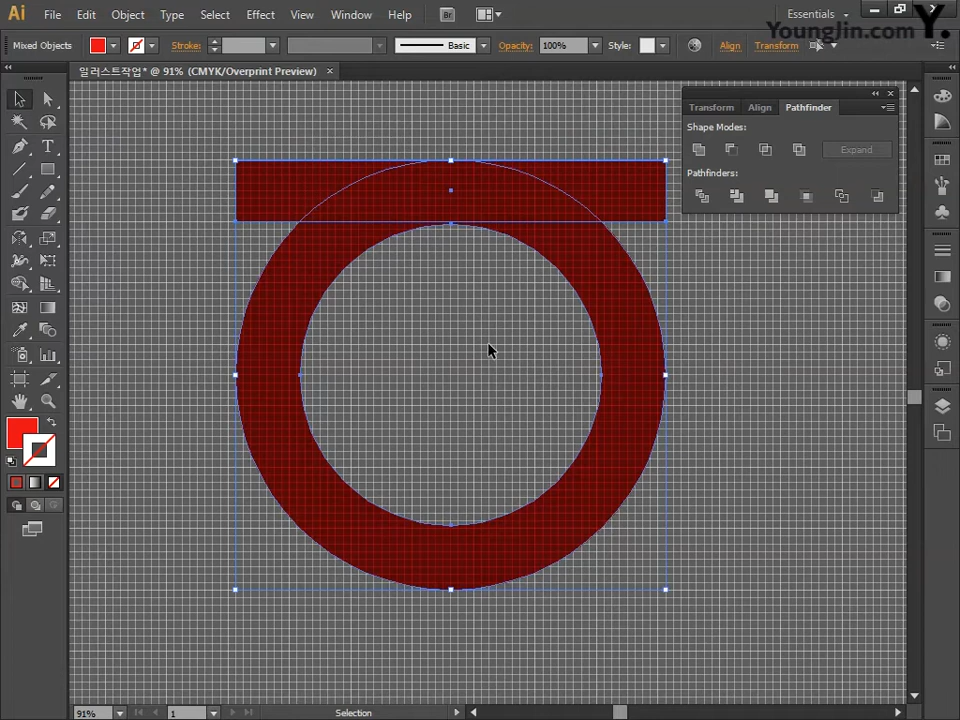 Ai File Edit Object Type Select Effect View Window Help Br Essentials
YoungJin.com Y.
Mixed Objects Stroke: Basic Opacity: 100% Style: Align Transform
일러스트작업* @ 91% (CMYK/Overprint Preview) ×
Transform Align Pathfinder
Shape Modes:
Expand
Pathfinders:
91% 1 Selection